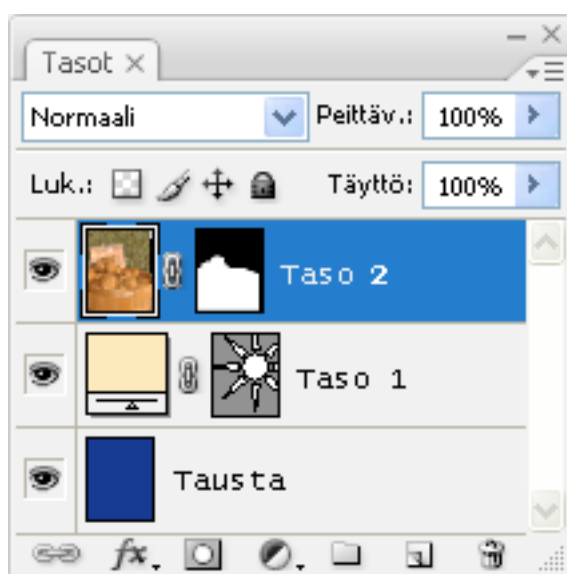 Tasot
Normaali Peittäv.: 100%
Luk.: Täyttö: 100%
Taso 2
Taso 1
Tausta
fx.